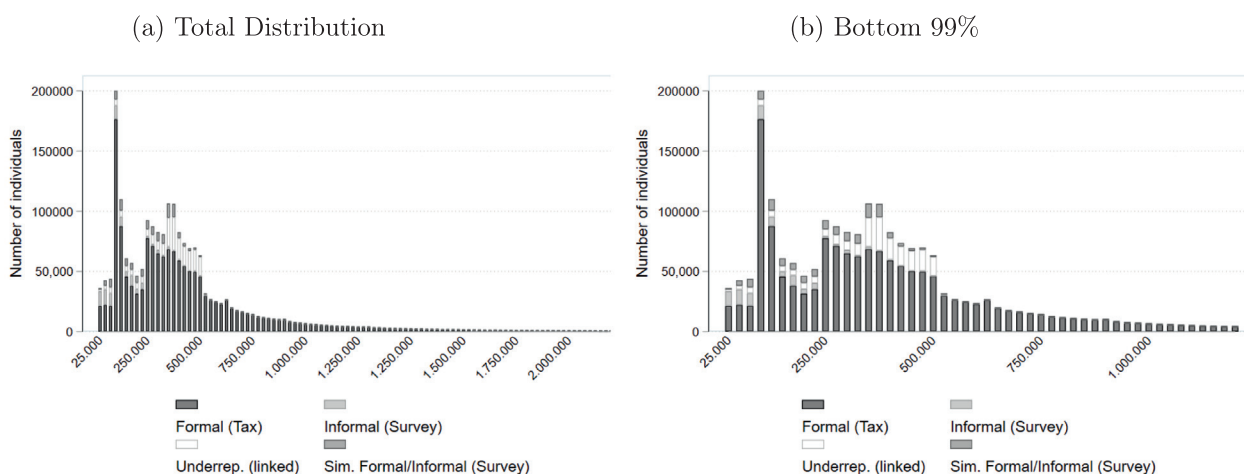 (a) Total Distribution
(b) Bottom 99%
Number of individuals
200000
150000
100000
50,000
0
25.000
250.000
500.000
750.000
1.000.000
1.250.000
1.250.000
1.500.000
1.750.000
2.000.000
Formal (Tax)
Informal (Survey)
Underrep. (linked)
Sim. Formal/Informal (Survey)
Number of individuals
200000
150000
100000
50,000
0
25.000
250.000
500.000
750.000
1.000.000
Formal (Tax)
Informal (Survey)
Underrep. (linked)
Sim. Formal/Informal (Survey)